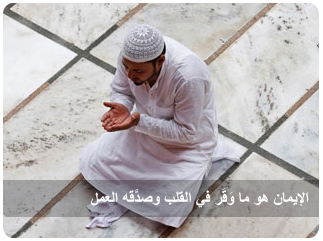 الإيمان هو ما وَقَر في القلب وصدَّقه العمل